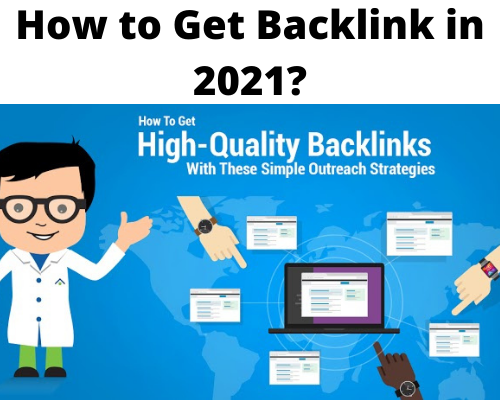 How to Get Backlink in
2021?
How To Get
High-Quality Backlinks
With These Simple Outreach Strategies